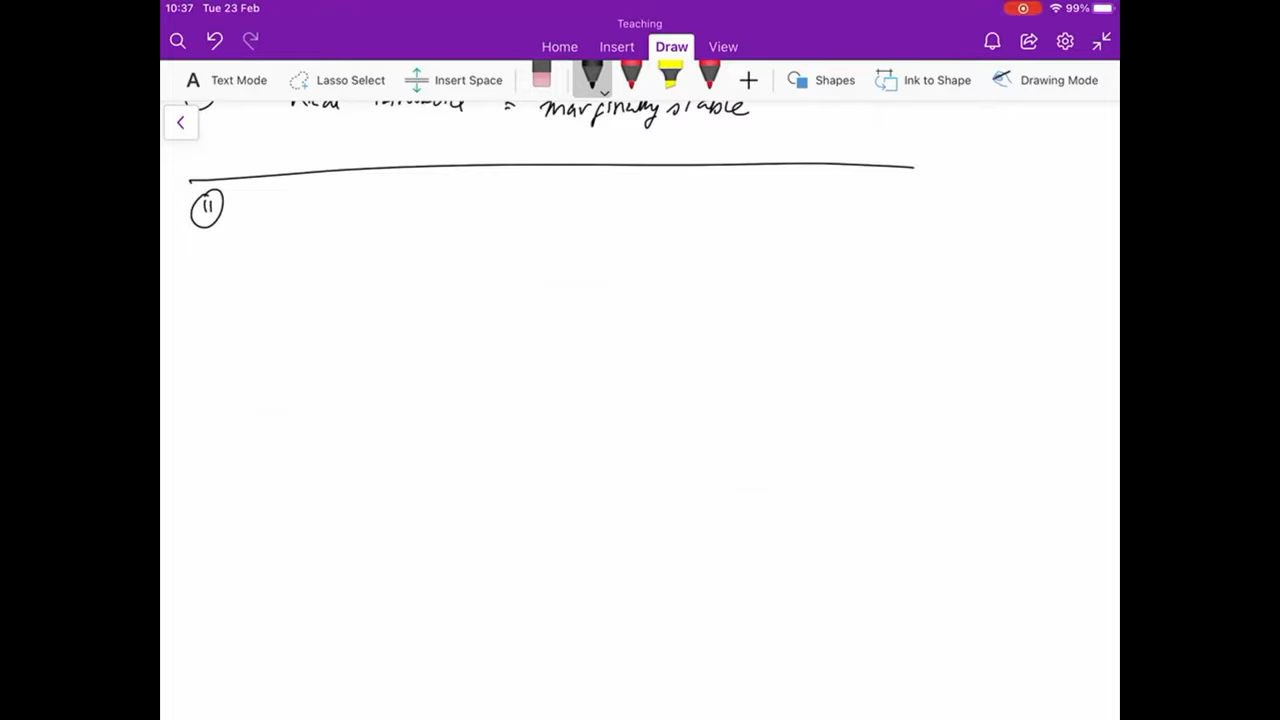 10:37 Tue 23 Feb 99%
Teaching
Home Insert Draw View
Text Mode Lasso Select Insert Space Shapes Ink to Shape Drawing Mode
= marginally stable
ii